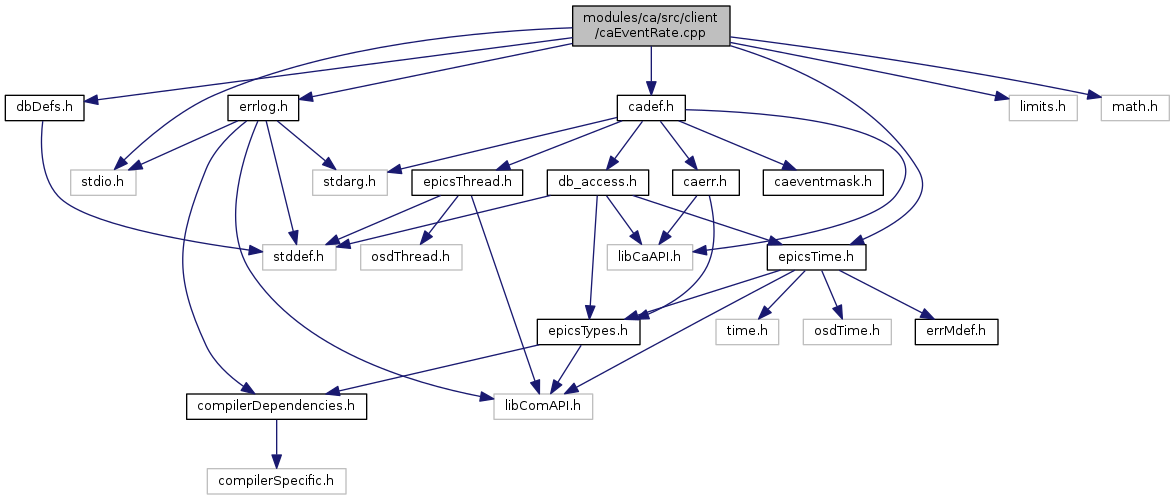 modules/ca/src/client
/caEventRate.cpp
dbDefs.h
errlog.h
cadef.h
limits.h
math.h
stdio.h
stdarg.h
epicsThread.h
db_access.h
caerr.h
caeventmask.h
stddef.h
osdThread.h
libCaAPI.h
epicsTime.h
epicsTypes.h
time.h
osdTime.h
errMdef.h
compilerDependencies.h
libComAPI.h
compilerSpecific.h